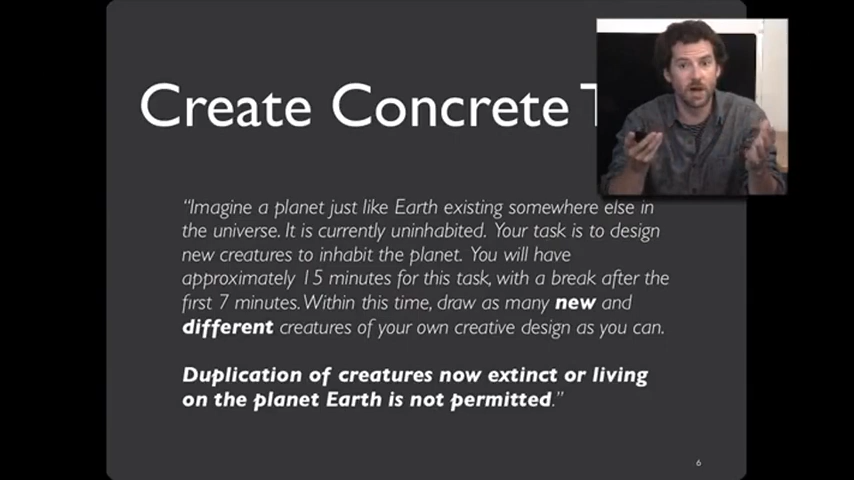 Create Concrete T
“Imagine a planet just like Earth existing somewhere else in
the universe. It is currently uninhabited. Your task is to design
new creatures to inhabit the planet. You will have
approximately 15 minutes for this task, with a break after the
first 7 minutes. Within this time, draw as many new and
different creatures of your own creative design as you can.
Duplication of creatures now extinct or living
on the planet Earth is not permitted.”
6